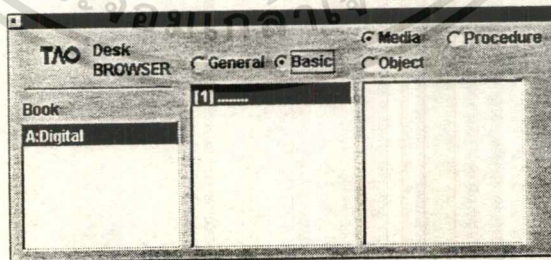 Media Procedure
TAO Desk
BROWSER
General Basic Object
Book
[1] ........
A:Digital